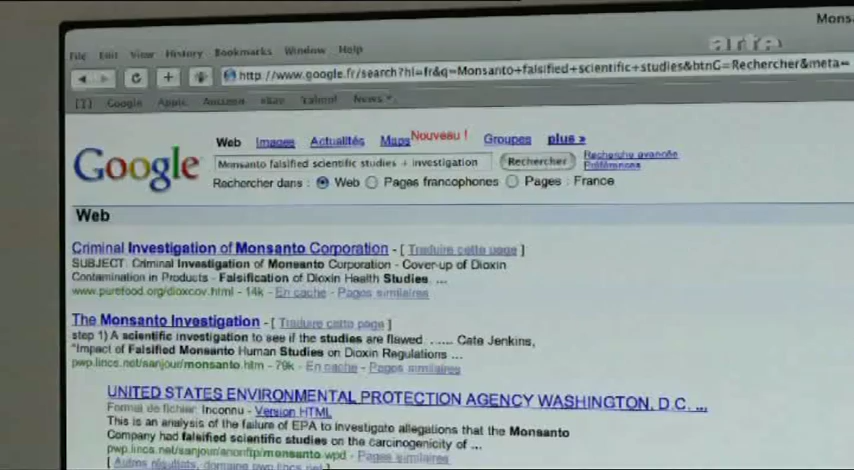 Mons
arte
File Edit View History Bookmarks Window Help
http://www.google.fr/search?hl=fr&q=Monsanto+falsified+scientific+studies&btnG=Rechercher&meta=
Google Apple Amazon eBay Yahoo! News
Web Images Actualités Maps Nouveau ! Groupes plus »
Google Monsanto falsified scientific studies + investigation Rechercher Recherche avancée
Préférences
Rechercher dans : Web Pages francophones Pages : France
Web
Criminal Investigation of Monsanto Corporation - [ Traduire cette page ]
SUBJECT: Criminal Investigation of Monsanto Corporation - Cover-up of Dioxin
Contamination in Products - Falsification of Dioxin Health Studies. ...
www.purefood.org/dioxcov.html - 14k - En cache - Pages similaires
The Monsanto Investigation - [ Traduire cette page ]
step 1) A scientific investigation to see if the studies are flawed. ..... Cate Jenkins,
"Impact of Falsified Monsanto Human Studies on Dioxin Regulations ...
pwp.lincs.net/sanjour/monsanto.htm - 79k - En cache - Pages similaires
UNITED STATES ENVIRONMENTAL PROTECTION AGENCY WASHINGTON, D.C. ...
Format de fichier: Inconnu - Version HTML
This is an analysis of the failure of EPA to investigate allegations that the Monsanto
Company had falsified scientific studies on the carcinogenicity of ...
pwp.lincs.net/sanjour/anonftp/monsanto.wpd - Pages similaires
[ Autres résultats, domaine pwp.lincs.net ]